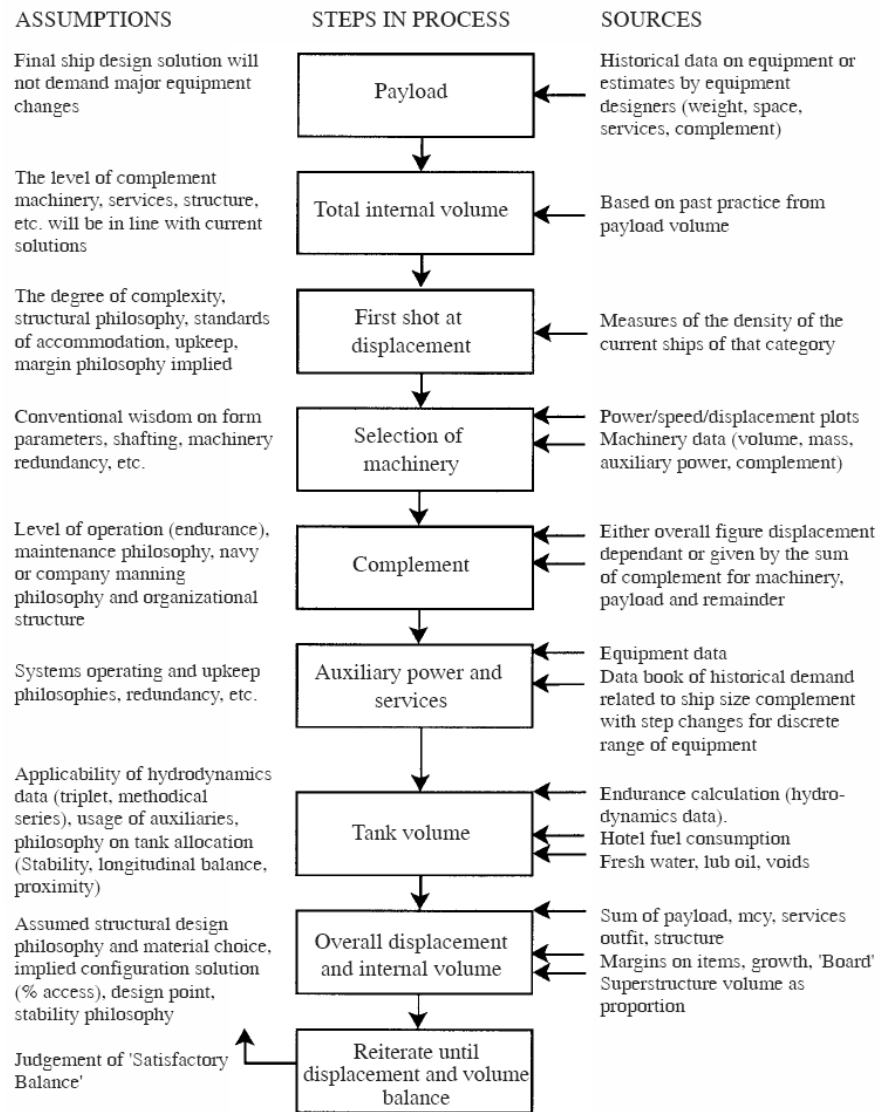 ASSUMPTIONS
STEPS IN PROCESS
SOURCES
Final ship design solution will
not demand major equipment
changes
Payload
Historical data on equipment or
estimates by equipment
designers (weight, space,
services, complement)
The level of complement
machinery, services, structure,
etc. will be in line with current
solutions
Total internal volume
Based on past practice from
payload volume
The degree of complexity,
structural philosophy, standards
of accommodation, upkeep,
margin philosophy implied
First shot at
displacement
Measures of the density of the
current ships of that category
Conventional wisdom on form
parameters, shafting, machinery
redundancy, etc.
Selection of
machinery
Power/speed/displacement plots
Machinery data (volume, mass,
auxiliary power, complement)
Level of operation (endurance),
maintenance philosophy, navy
or company manning
philosophy and organizational
structure
Complement
Either overall figure displacement
dependant or given by the sum
of complement for machinery,
payload and remainder
Systems operating and upkeep
philosophies, redundancy, etc.
Auxiliary power and
services
Equipment data
Data book of historical demand
related to ship size complement
with step changes for discrete
range of equipment
Applicability of hydrodynamics
data (triplet, methodical
series), usage of auxiliaries,
philosophy on tank allocation
(Stability, longitudinal balance,
proximity)
Tank volume
Endurance calculation (hydro-
dynamics data).
Hotel fuel consumption
Fresh water, lub oil, voids
Assumed structural design
philosophy and material choice,
implied configuration solution
(% access), design point,
stability philosophy
Overall displacement
and internal volume
Sum of payload, mcy, services
outfit, structure
Margins on items, growth, 'Board'
Superstructure volume as
proportion
Judgement of 'Satisfactory
Balance'
Reiterate until
displacement and volume
balance